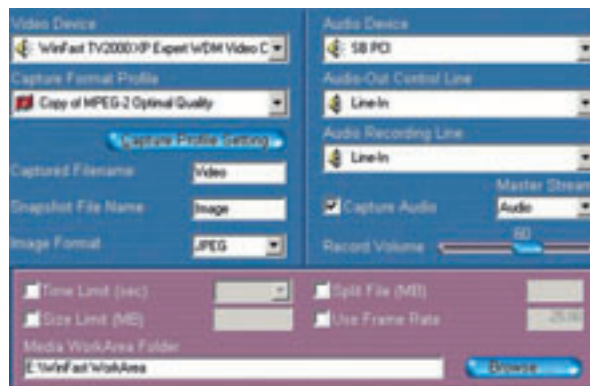 Video Device
WinFast TV2000 XP Expert WDM Video C
Capture Format Profile
Copy of MPEG-2 Optimal Quality
Capture Profile Setting
Captured Filename
Video
Snapshot File Name
Image
Image Format
JPEG
Audio Device
SB PCI
Audio-Out Control Line
Line-In
Audio Recording Line
Line-In
Master Stream
Capture Audio
Audio
60
Record Volume
Time Limit (sec)
Split File (MB)
Size Limit (MB)
Use Frame Rate
25.00
Media WorkArea Folder
E:\WinFast WorkArea
Browse